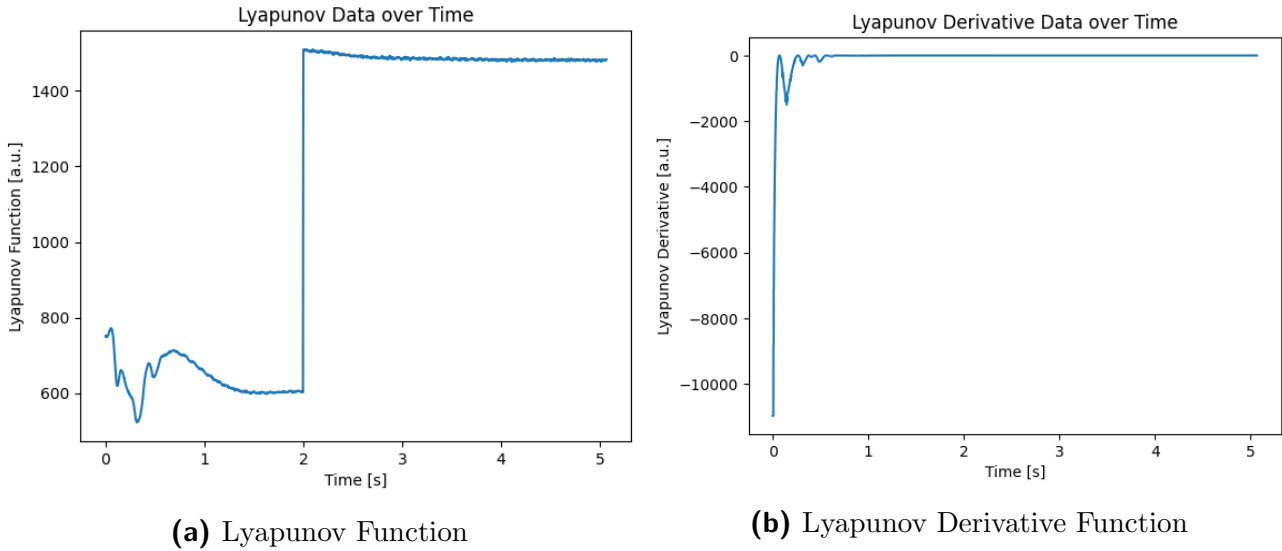 Lyapunov Data over Time
1400
1200
1000
800
600
Lyapunov Function [a.u.]
0 1 2 3 4 5
Time [s]
(a) Lyapunov Function
Lyapunov Derivative Data over Time
0
−2000
−4000
−6000
−8000
−10000
Lyapunov Derivative [a.u.]
0 1 2 3 4 5
Time [s]
(b) Lyapunov Derivative Function